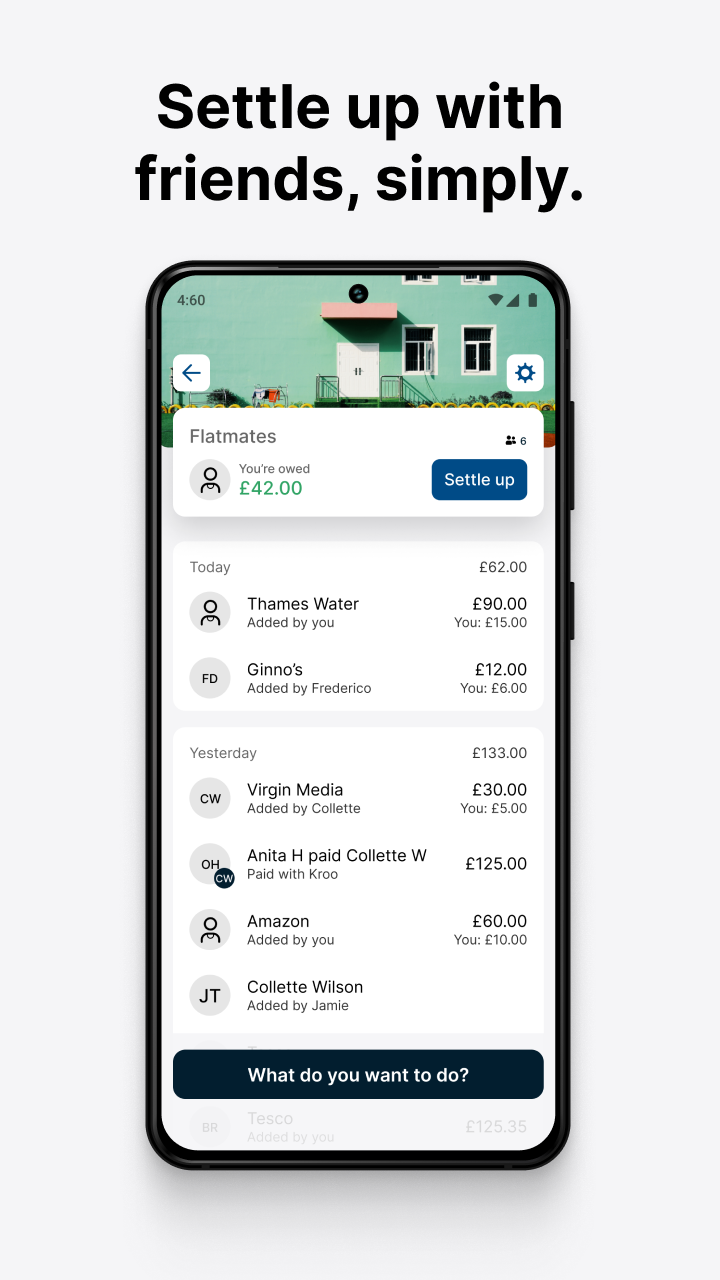 Settle up with
friends, simply.
4:60
Flatmates
6
You're owed
£42.00
Settle up
Today
£62.00
Thames Water
£90.00
Added by you
You: £15.00
FD
Ginno's
£12.00
Added by Frederico
You: £6.00
Yesterday
£133.00
CW
Virgin Media
£30.00
Added by Collette
You: £5.00
OH
CW
Anita H paid Collette W
£125.00
Paid with Kroo
Amazon
£60.00
Added by you
You: £10.00
JT
Collette Wilson
Added by Jamie
What do you want to do?
BR
Tesco
£125.35
Added by you